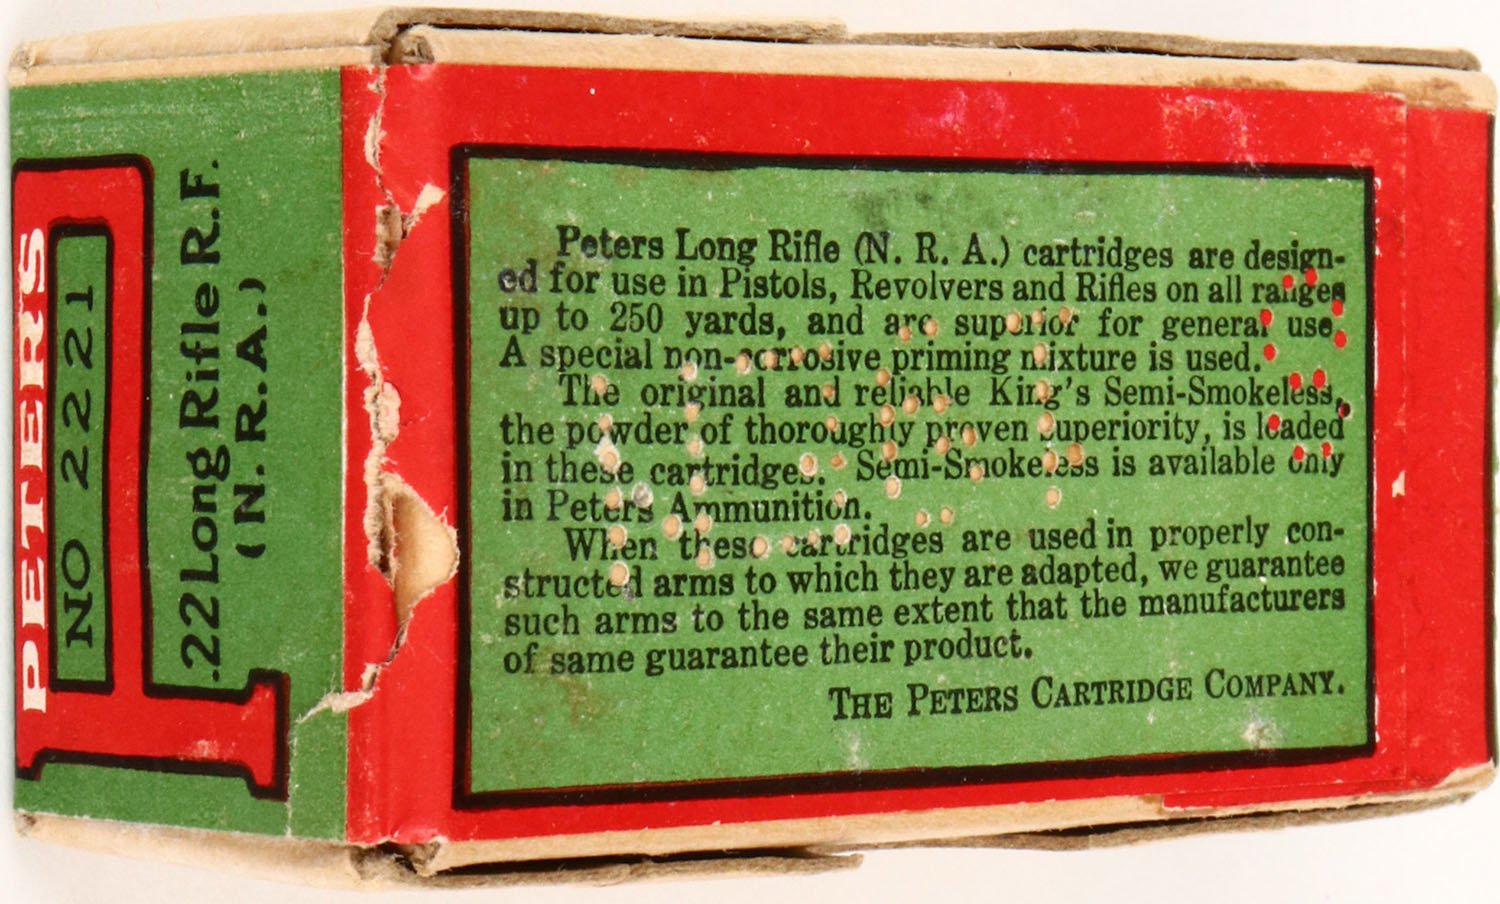 PETERS
NO 2221
.22 Long Rifle R.F.
(N.R.A.)
Peters Long Rifle (N. R. A.) cartridges are design-
ed for use in Pistols, Revolvers and Rifles on all ranges
up to 250 yards, and are superior for general use.
A special non-corrosive priming mixture is used.
The original and reliable King's Semi-Smokeless,
the powder of thoroughly proven superiority, is loaded
in these cartridges. Semi-Smokeless is available only
in Peters Ammunition.
When these cartridges are used in properly con-
structed arms to which they are adapted, we guarantee
such arms to the same extent that the manufacturers
of same guarantee their product.
THE PETERS CARTRIDGE COMPANY.